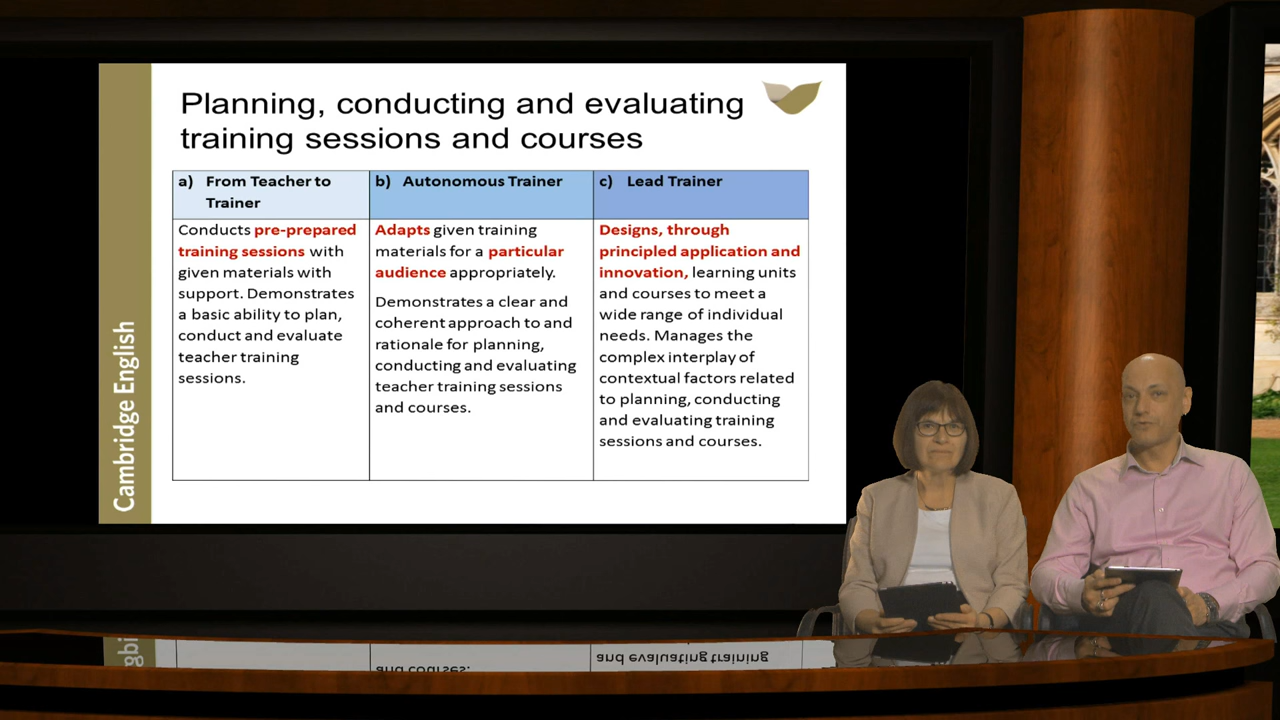 Planning, conducting and evaluating
training sessions and courses
a) From Teacher to
Trainer
b) Autonomous Trainer
c) Lead Trainer
Conducts pre-prepared
training sessions with
given materials with
support. Demonstrates
a basic ability to plan,
conduct and evaluate
teacher training
sessions.
Adapts given training
materials for a particular
audience appropriately.
Demonstrates a clear and
coherent approach to and
rationale for planning,
conducting and evaluating
teacher training sessions
and courses.
Designs, through
principled application and
innovation, learning units
and courses to meet a
wide range of individual
needs. Manages the
complex interplay of
contextual factors related
to planning, conducting
and evaluating training
sessions and courses.
Cambridge English